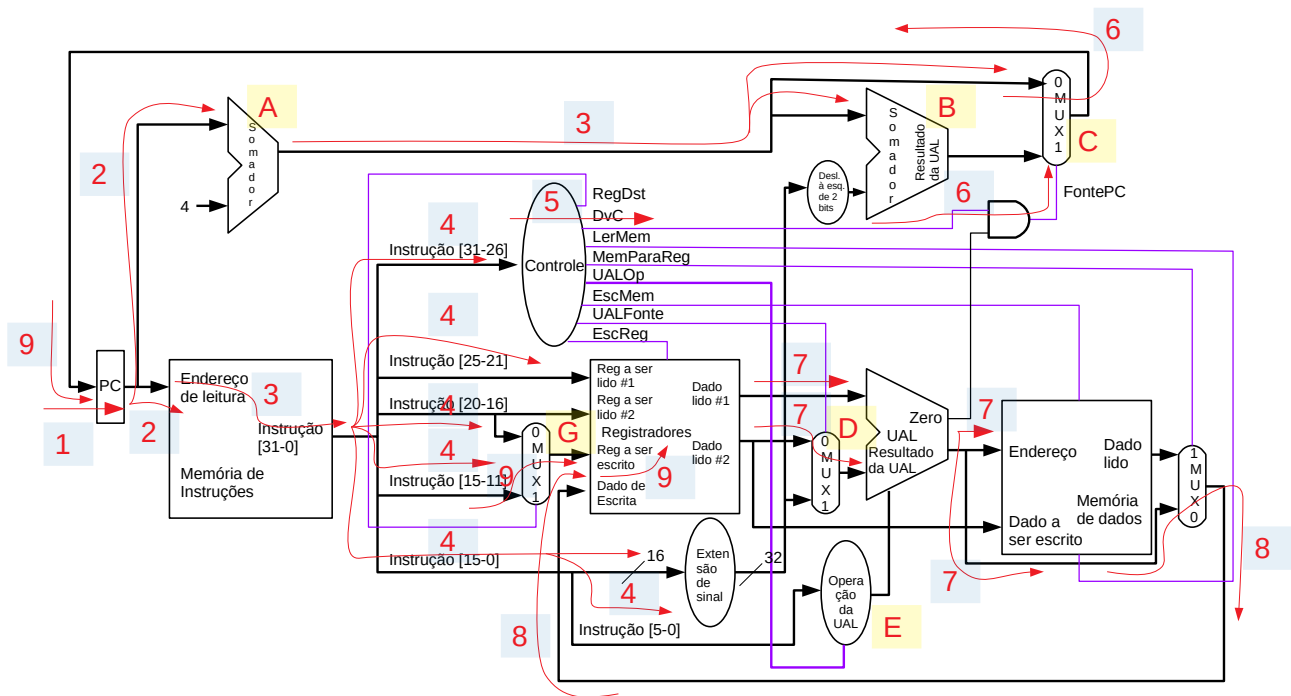 6
A
0
M
U
X
1
C
S
o
m
a
d
o
r
B
Resultado
da UAL
S
o
m
a
d
o
r
3
2
4
Desl.
à esq.
de 2
bits
6
FontePC
5
RegDst
DvC
LerMem
MemParaReg
UALOp
EscMem
UALFonte
EscReg
Controle
4
Instrução [31-26]
4
Instrução [25-21]
9
PC
1
2
Endereço
de leitura
3
Instrução
[31-0]
Memória de
Instruções
4
Instrução [20-16]
4
Instrução [15-11]
9
0
M
U
X
1
G
Reg a ser
lido #1
Reg a ser
lido #2
Registradores
Reg a ser
escrito
Dado de
Escrita
9
Dado
lido #1
Dado
lido #2
7
7
D
0
M
U
X
1
Zero
UAL
Resultado
da UAL
7
Endereço
Dado
lido
Memória
de dados
Dado a
ser escrito
1
M
U
X
0
8
7
4
Instrução [15-0]
16
4
Exten
são de
sinal
32
Opera
ção da
UAL
E
Instrução [5-0]
8